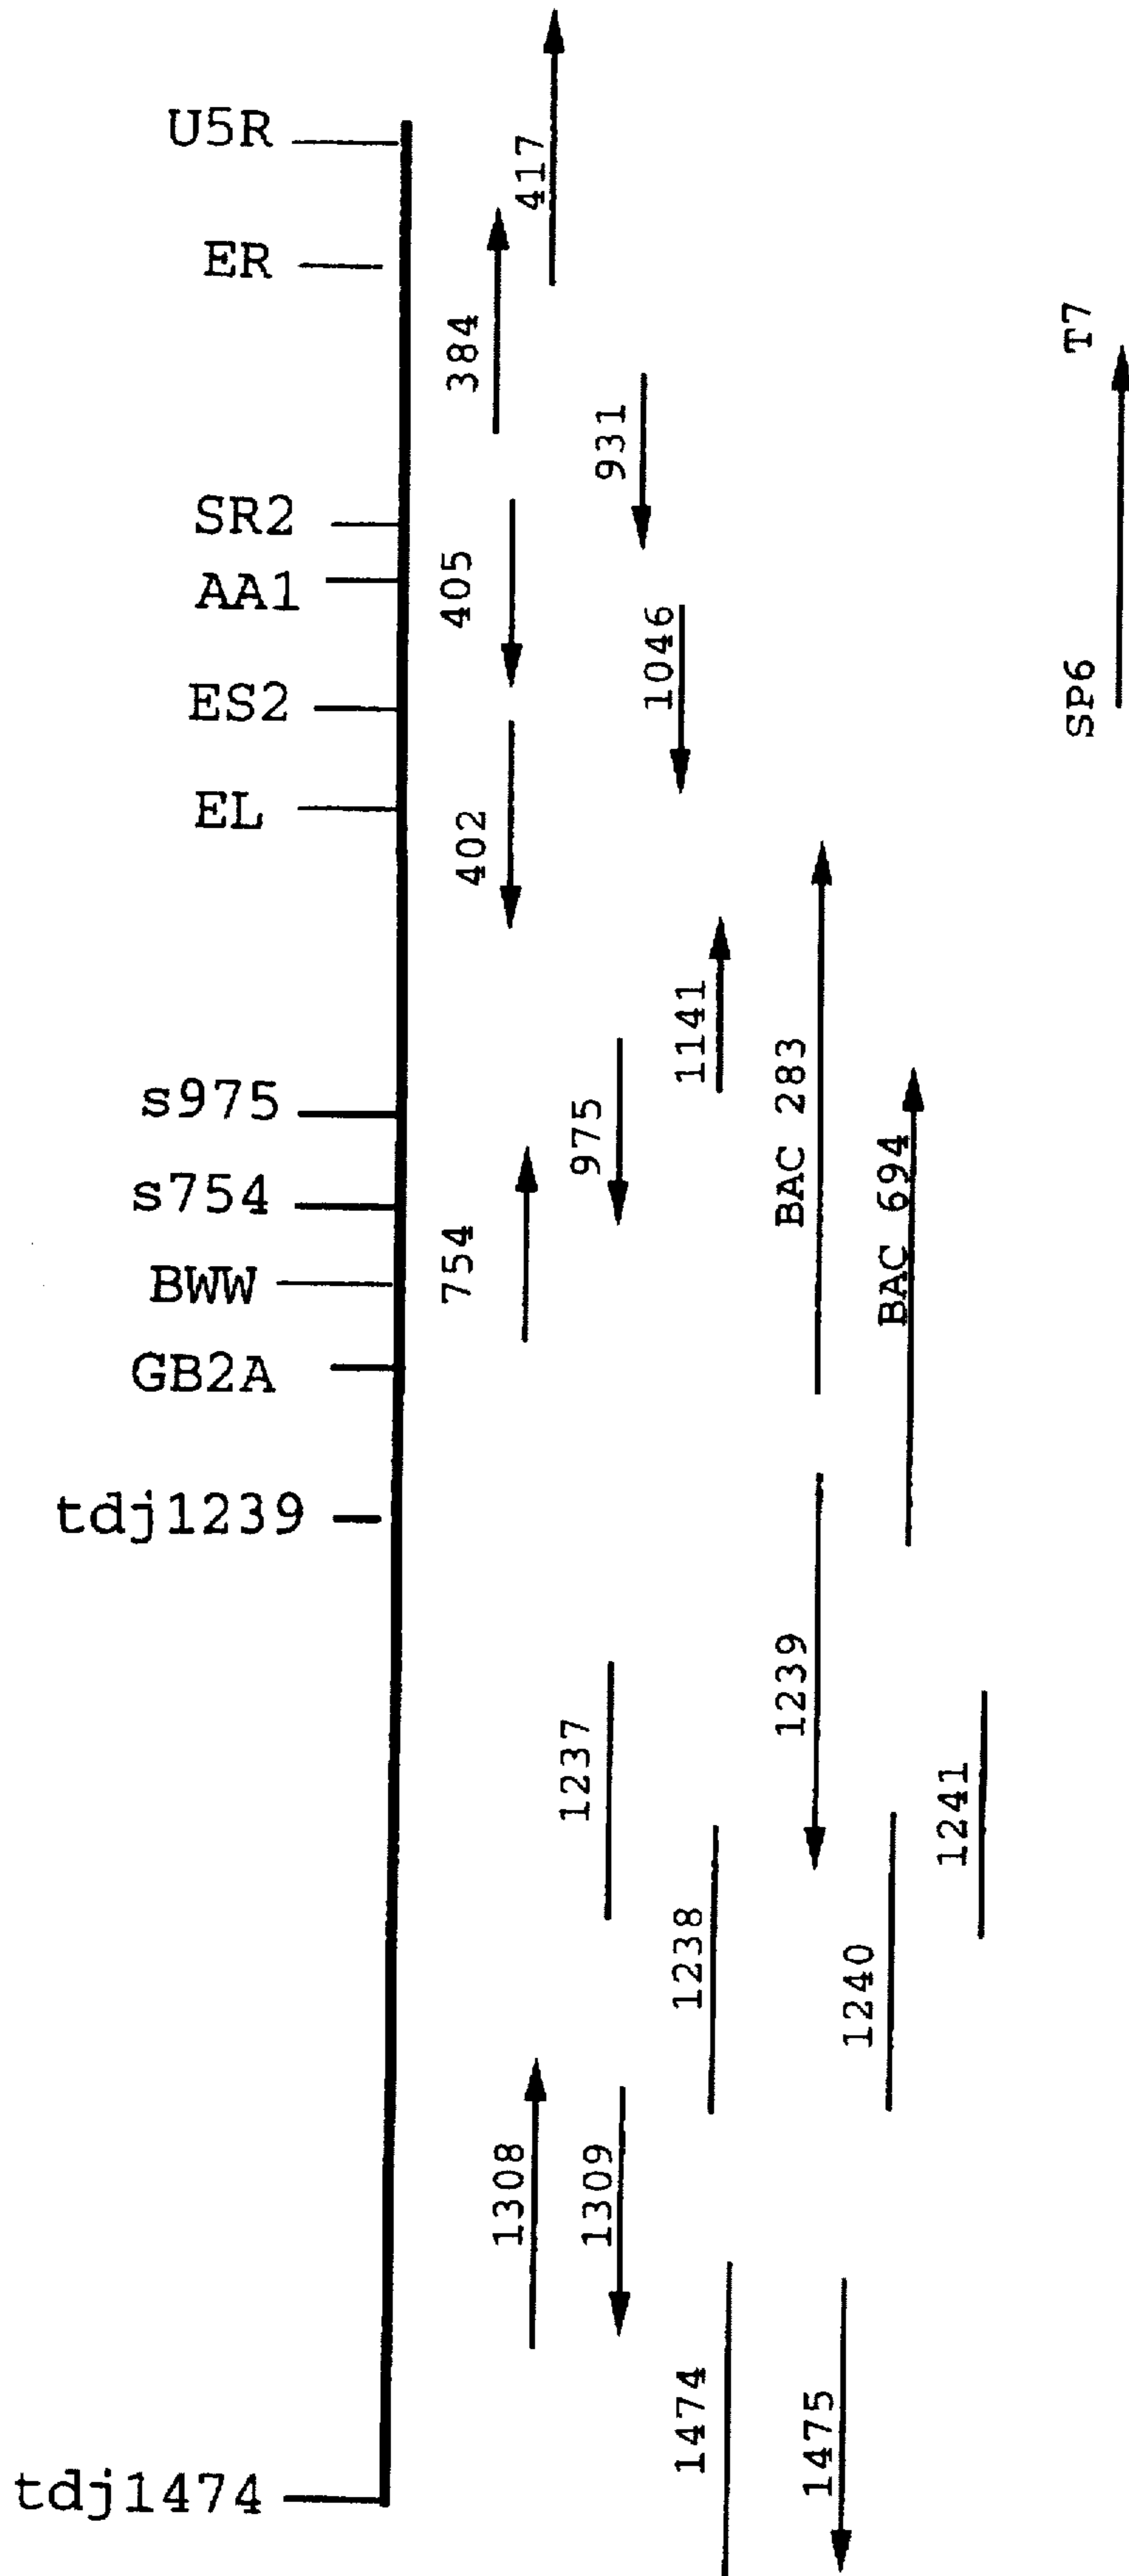 U5R
ER
SR2
AA1
ES2
EL
s975
s754
BWW
GB2A
tdj1239
tdj1474
417
384
931
405
1046
402
1141
975
754
BAC 283
BAC 694
1239
1237
1241
1238
1240
1308
1309
1474
1475
SP6
T7